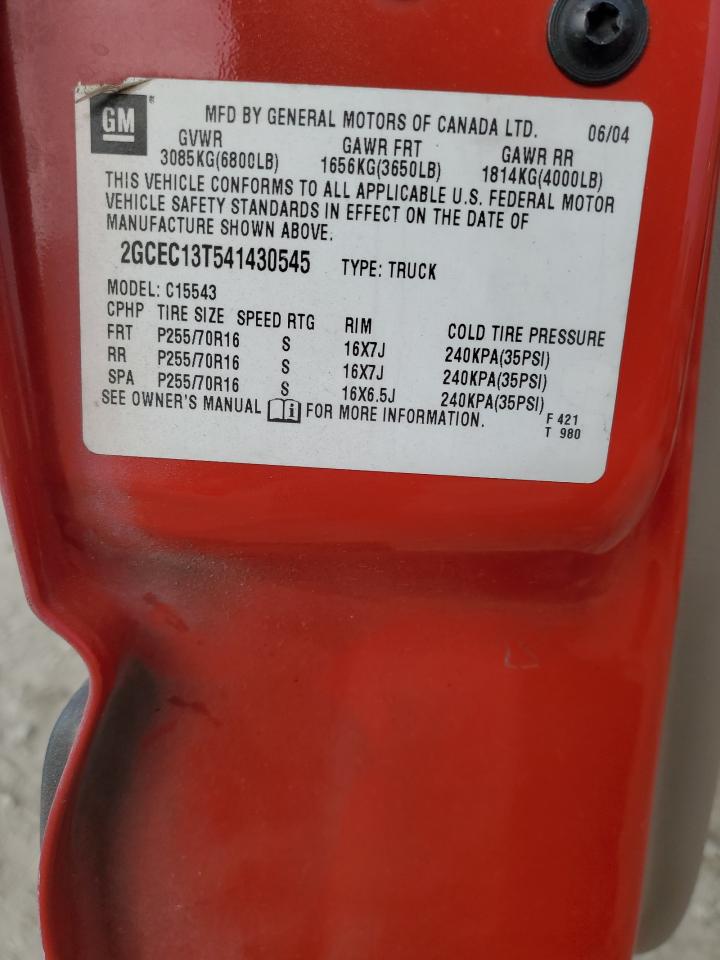 GM ® MFD BY GENERAL MOTORS OF CANADA LTD. 06/04
GVWR GAWR FRT GAWR RR
3085KG(6800LB) 1656KG(3650LB) 1814KG(4000LB)
THIS VEHICLE CONFORMS TO ALL APPLICABLE U.S. FEDERAL MOTOR
VEHICLE SAFETY STANDARDS IN EFFECT ON THE DATE OF
MANUFACTURE SHOWN ABOVE.
2GCEC13T541430545 TYPE: TRUCK
MODEL: C15543
CPHP TIRE SIZE SPEED RTG RIM COLD TIRE PRESSURE
FRT P255/70R16 S 16X7J 240KPA(35PSI)
RR P255/70R16 S 16X7J 240KPA(35PSI)
SPA P255/70R16 S 16X6.5J 240KPA(35PSI)
SEE OWNER'S MANUAL i FOR MORE INFORMATION.
F 421
T 980